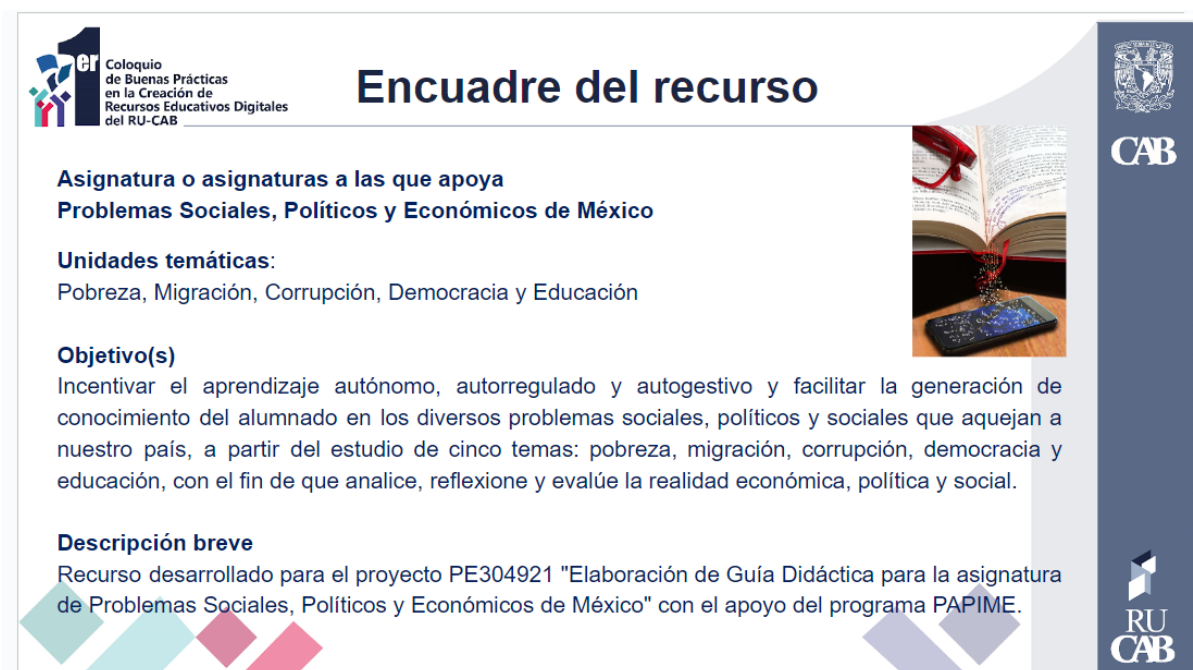 1er
Coloquio
de Buenas Prácticas
en la Creación de
Recursos Educativos Digitales
del RU-CAB
Encuadre del recurso
CAB
Asignatura o asignaturas a las que apoya
Problemas Sociales, Políticos y Económicos de México
Unidades temáticas:
Pobreza, Migración, Corrupción, Democracia y Educación
Objetivo(s)
Incentivar el aprendizaje autónomo, autorregulado y autogestivo y facilitar la generación de
conocimiento del alumnado en los diversos problemas sociales, políticos y sociales que aquejan a
nuestro país, a partir del estudio de cinco temas: pobreza, migración, corrupción, democracia y
educación, con el fin de que analice, reflexione y evalúe la realidad económica, política y social.
Descripción breve
Recurso desarrollado para el proyecto PE304921 "Elaboración de Guía Didáctica para la asignatura
de Problemas Sociales, Políticos y Económicos de México" con el apoyo del programa PAPIME.
RU
CAB